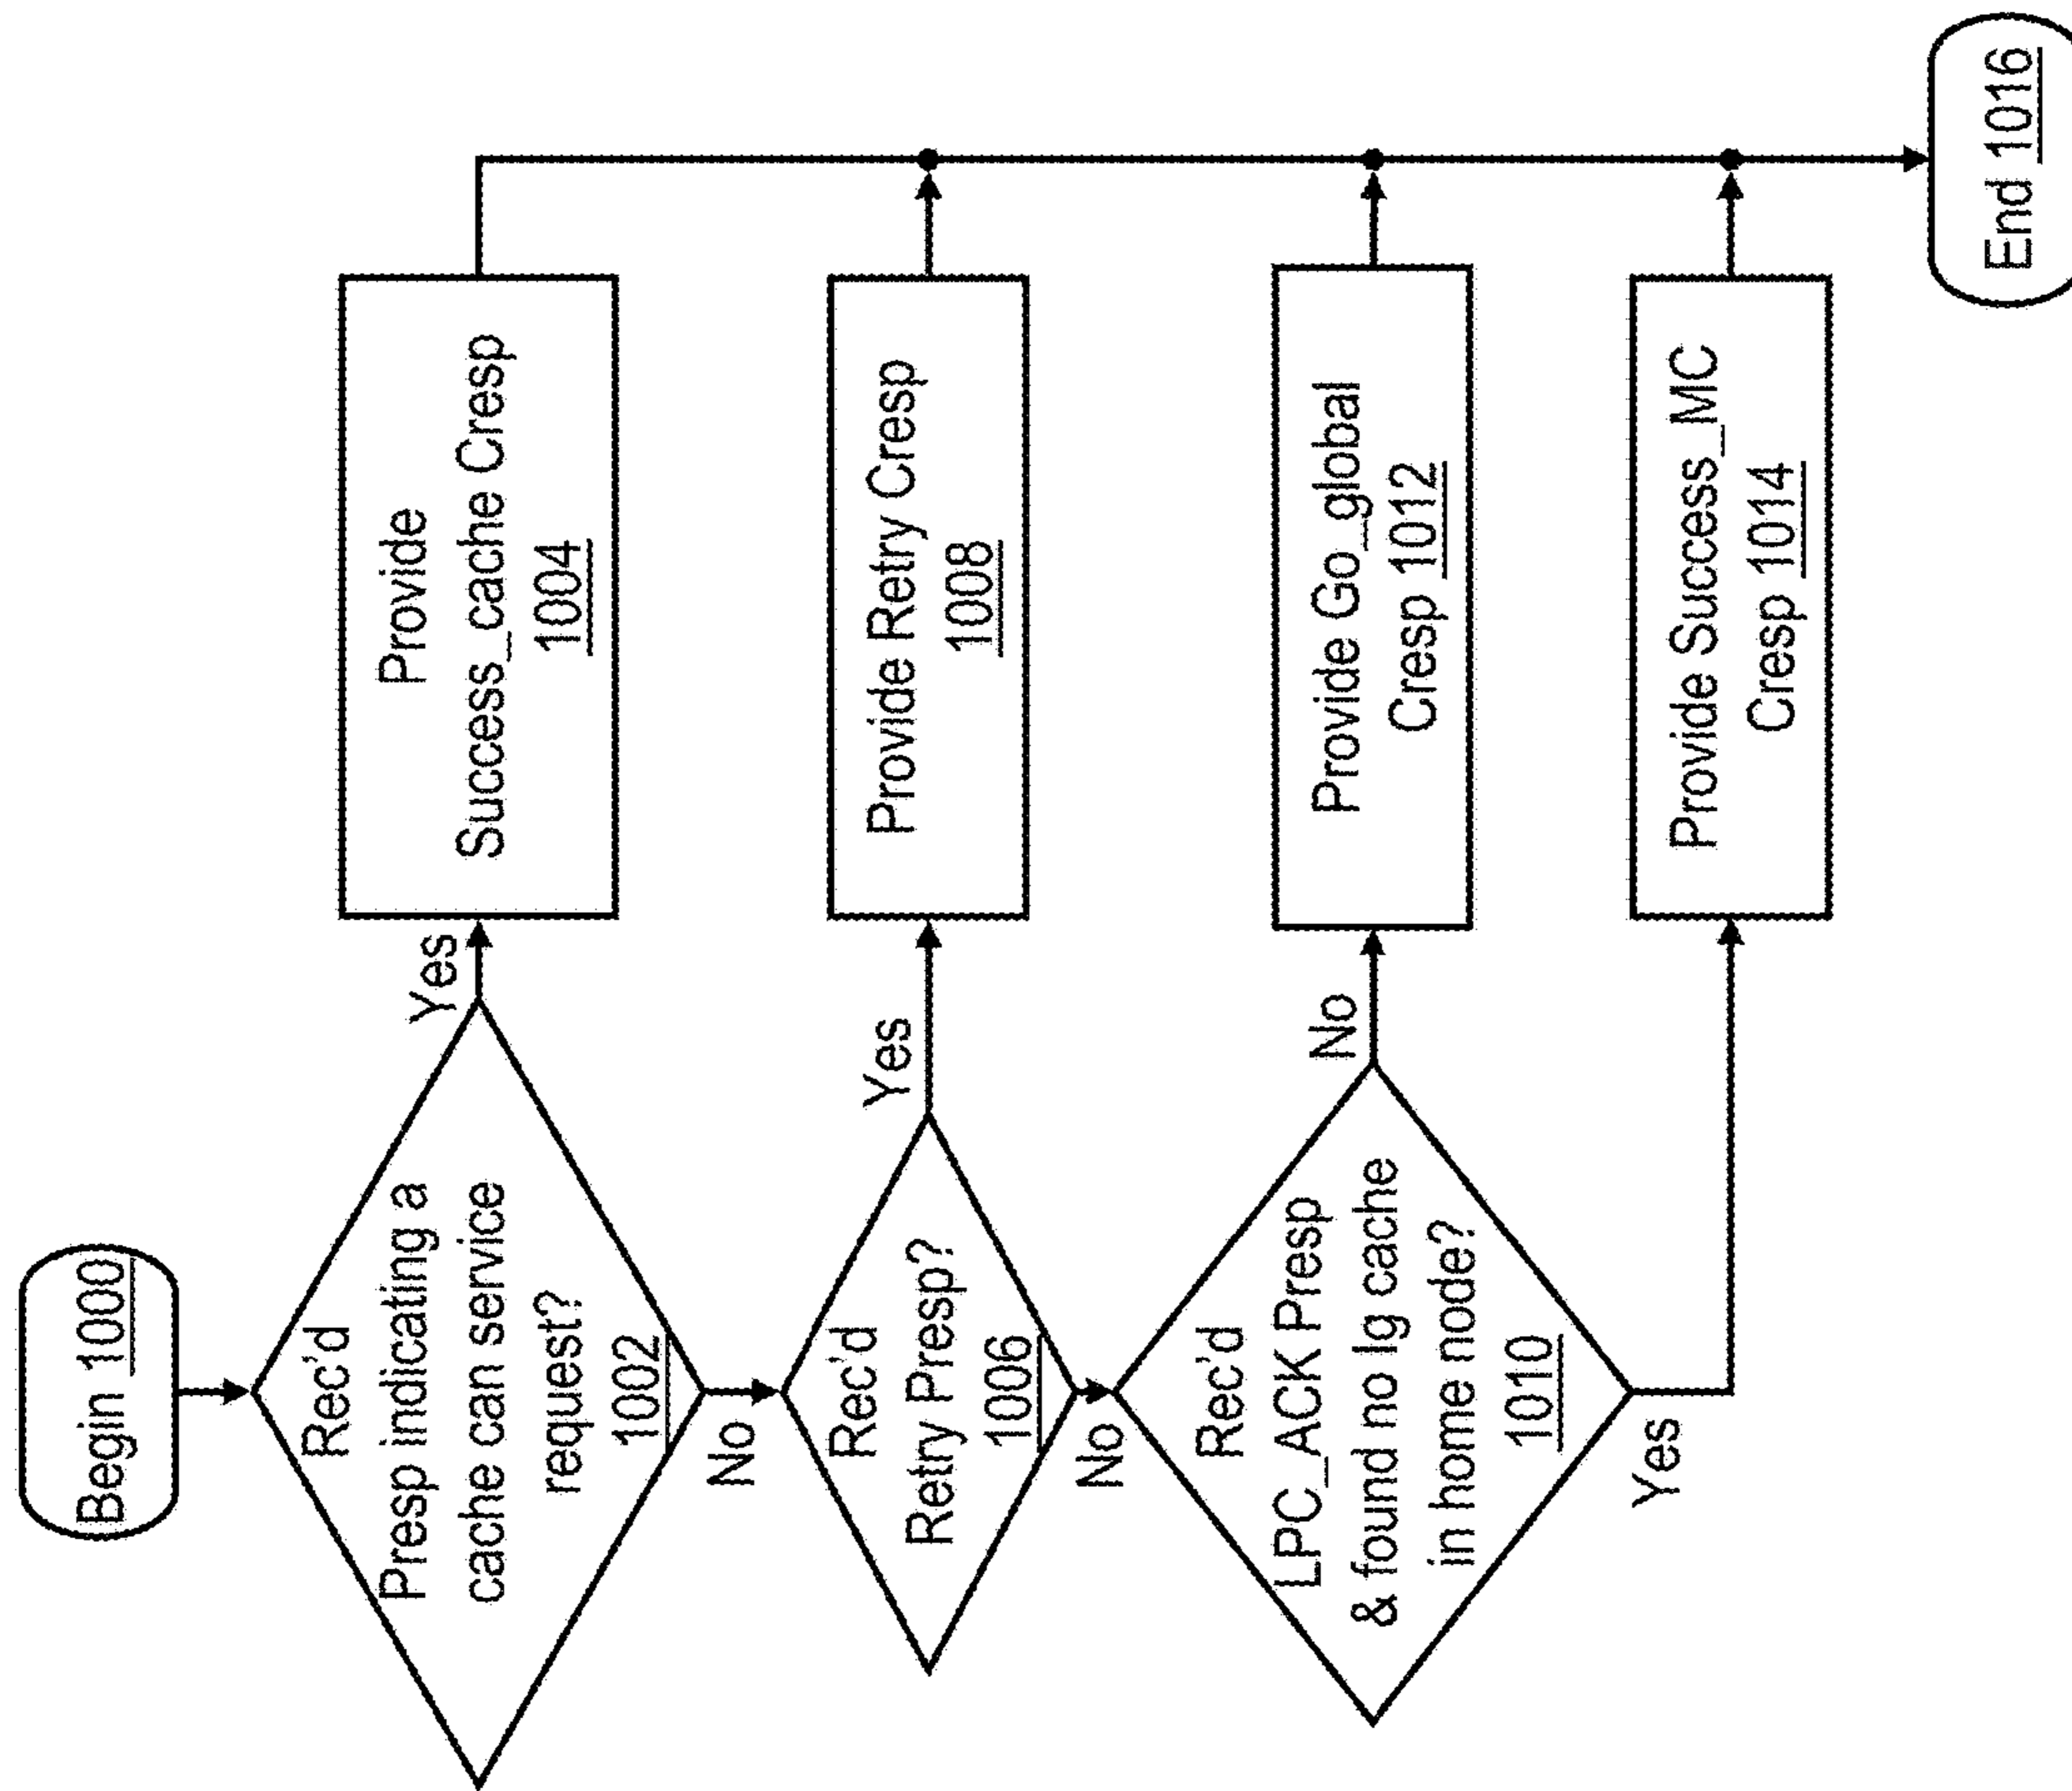 Begin 1000
Rec'd
Presp indicating a
cache can service
request?
1002
Yes
Provide
Success_cache Cresp
1004
No
Rec'd
Retry Presp?
1006
Yes
Provide Retry Cresp
1008
No
Rec'd
LPC_ACK Presp
& found no Ig cache
in home node?
1010
No
Provide Go_global
Cresp 1012
Yes
Provide Success_MC
Cresp 1014
End 1016